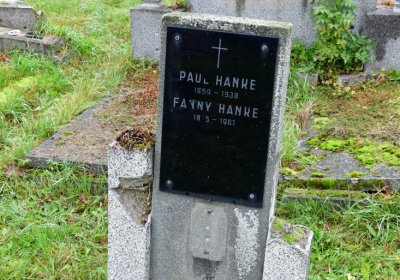 PAUL HANKE
1859 - 1938
FANNY HANKE
18 5 - 1961